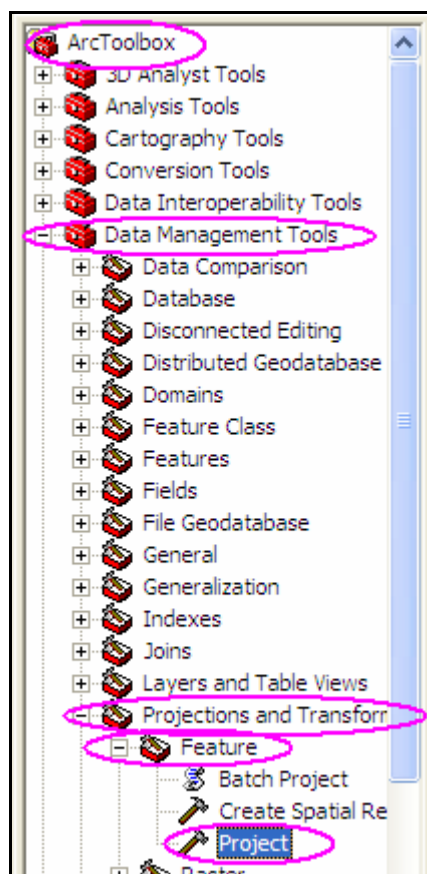 ArcToolbox
3D Analyst Tools
Analysis Tools
Cartography Tools
Conversion Tools
Data Interoperability Tools
Data Management Tools
Data Comparison
Database
Disconnected Editing
Distributed Geodatabase
Domains
Feature Class
Features
Fields
File Geodatabase
General
Generalization
Indexes
Joins
Layers and Table Views
Projections and Transforr
Feature
Batch Project
Create Spatial Re
Project
Raster